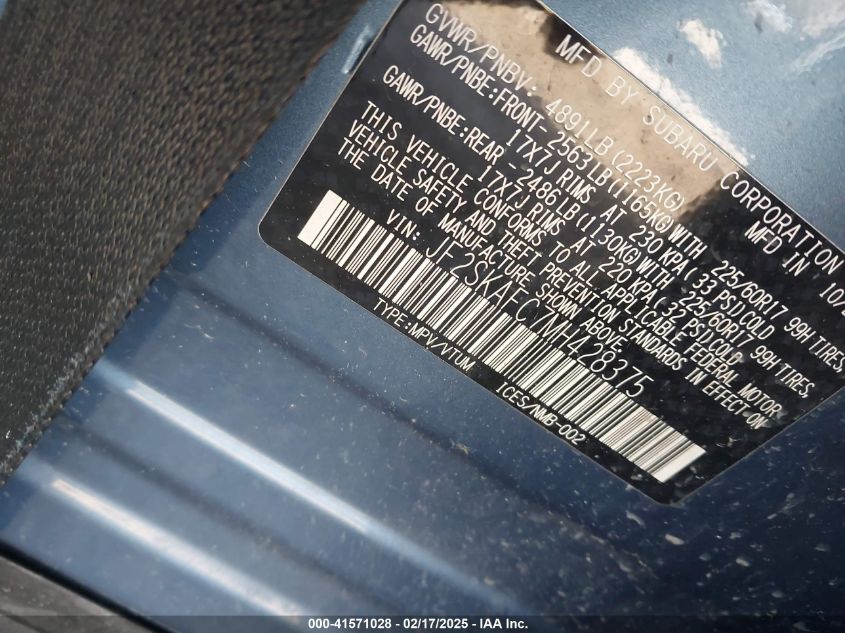 MFD BY SUBARU CORPORATION
MFD IN 10/
GVWR/PNBV: 4891LB(2223KG)
GAWR/PNBE:FRONT-2563LB(1165KG)WITH 225/60R17 99H TIRES,
17X7J RIMS AT 230 KPA(33 PSI)COLD
GAWR/PNBE:REAR -2486LB(1130KG)WITH 225/60R17 99H TIRES,
17X7J RIMS AT 220 KPA(32 PSI)COLD
THIS VEHICLE CONFORMS TO ALL APPLICABLE FEDERAL MOTOR
VEHICLE SAFETY AND THEFT PREVENTION STANDARDS IN EFFECT ON
THE DATE OF MANUFACTURE SHOWN ABOVE.
VIN: JF2SKAFC7MH428375
TYPE:MPV/VTUM
ICES/NMB-002
000-41571028 - 02/17/2025 - IAA Inc.